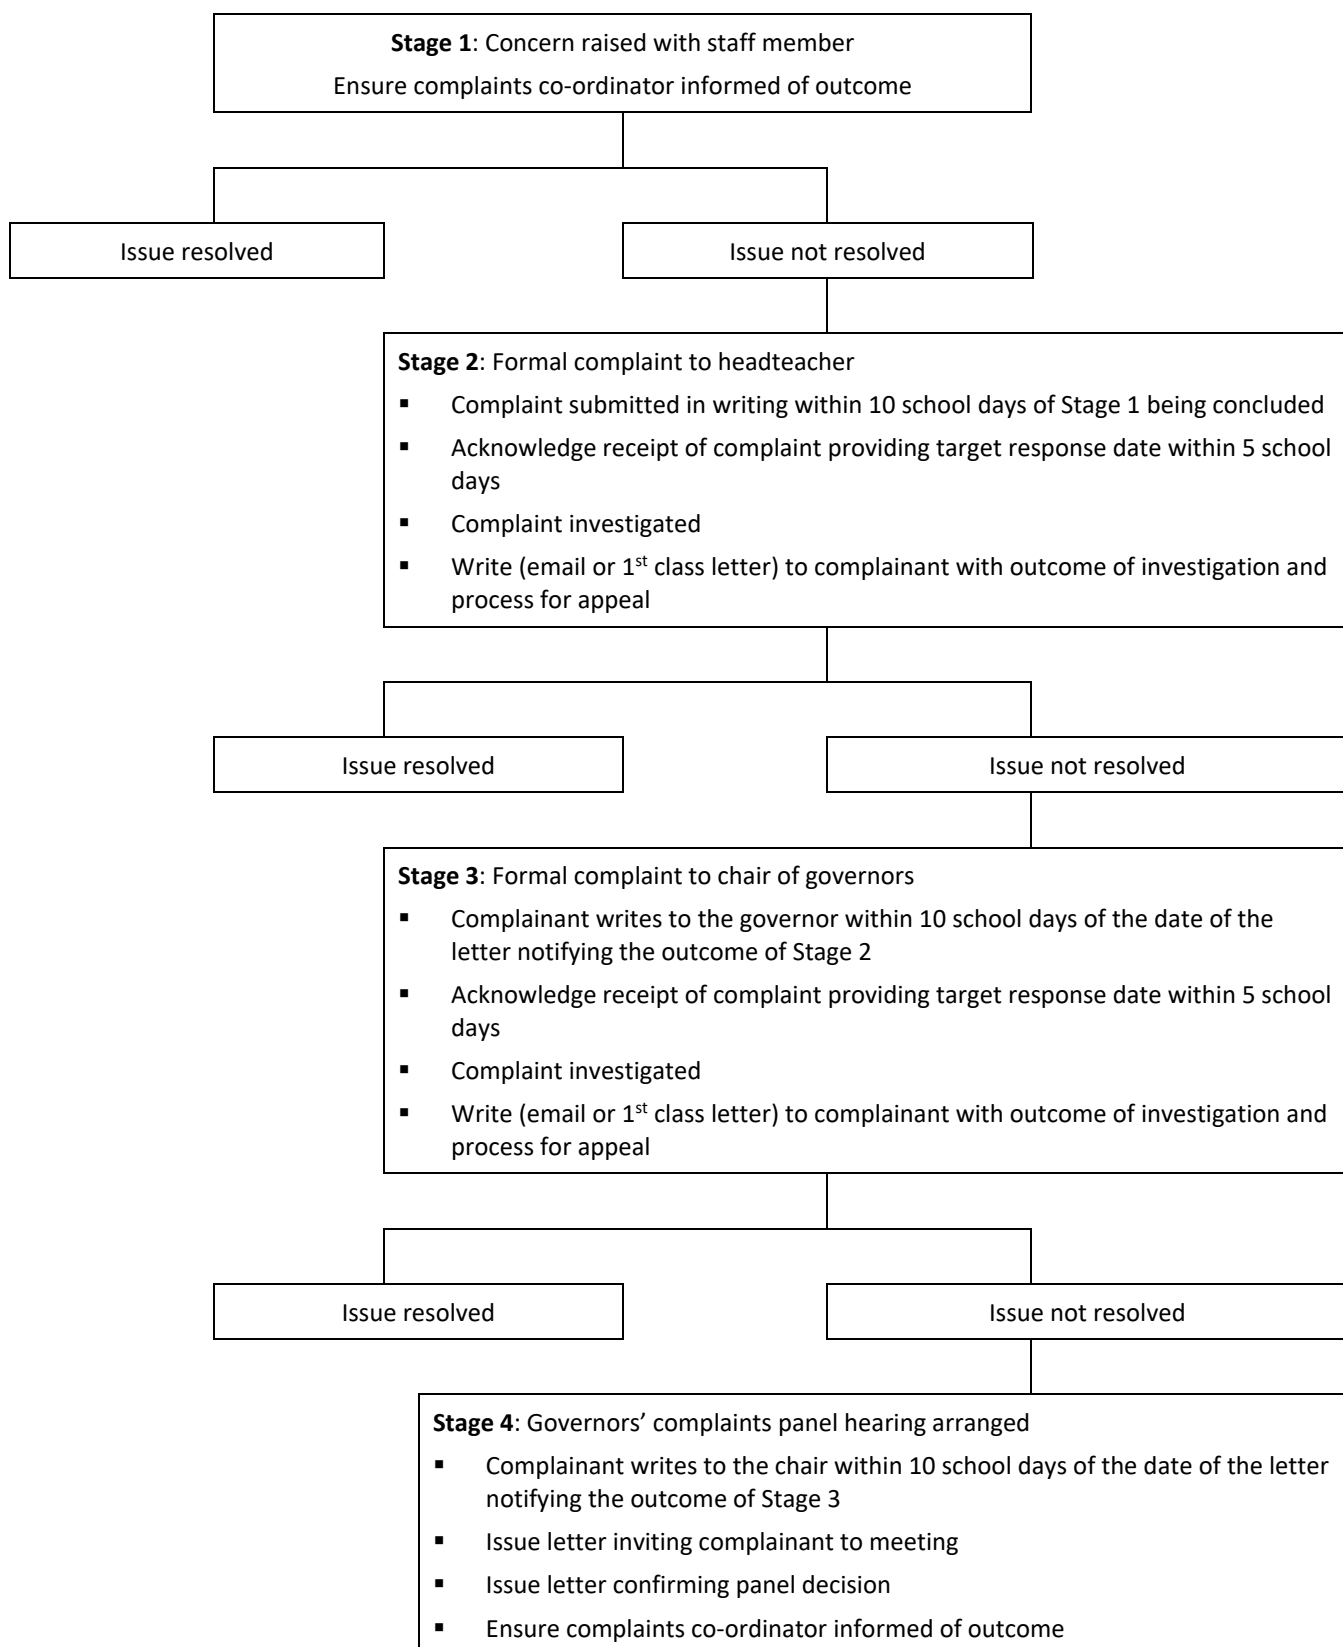 Stage 1: Concern raised with staff member
Ensure complaints co-ordinator informed of outcome
Issue resolved
Issue not resolved
Stage 2: Formal complaint to headteacher
▪ Complaint submitted in writing within 10 school days of Stage 1 being concluded
▪ Acknowledge receipt of complaint providing target response date within 5 school
days
▪ Complaint investigated
▪ Write (email or 1st class letter) to complainant with outcome of investigation and
process for appeal
Issue resolved
Issue not resolved
Stage 3: Formal complaint to chair of governors
▪ Complainant writes to the governor within 10 school days of the date of the
letter notifying the outcome of Stage 2
▪ Acknowledge receipt of complaint providing target response date within 5 school
days
▪ Complaint investigated
▪ Write (email or 1st class letter) to complainant with outcome of investigation and
process for appeal
Issue resolved
Issue not resolved
Stage 4: Governors’ complaints panel hearing arranged
▪ Complainant writes to the chair within 10 school days of the date of the letter
notifying the outcome of Stage 3
▪ Issue letter inviting complainant to meeting
▪ Issue letter confirming panel decision
▪ Ensure complaints co-ordinator informed of outcome